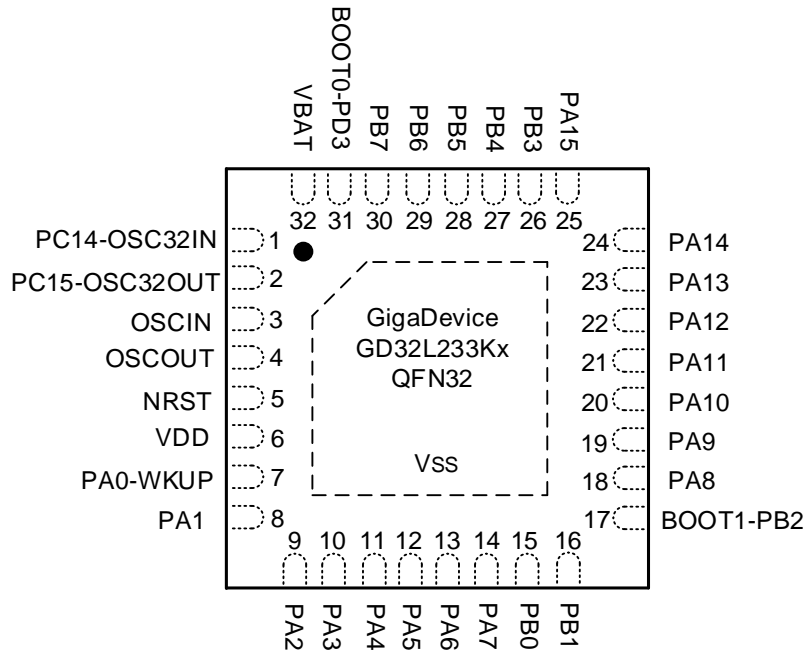 VBAT
BOOT0-PD3
PB7
PB6
PB5
PB4
PB3
PA15
32 31 30 29 28 27 26 25
PC14-OSC32IN 1
PC15-OSC32OUT 2
OSCIN 3
OSCOUT 4
NRST 5
VDD 6
PA0-WKUP 7
PA1 8
GigaDevice
GD32L233Kx
QFN32
Vss
24 PA14
23 PA13
22 PA12
21 PA11
20 PA10
19 PA9
18 PA8
17 BOOT1-PB2
9 10 11 12 13 14 15 16
PA2
PA3
PA4
PA5
PA6
PA7
PB0
PB1